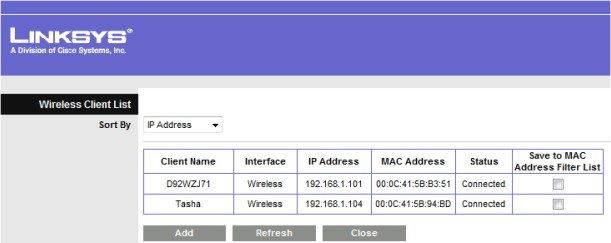 LINKSYS®
A Division of Cisco Systems, Inc.
Wireless Client List
Sort By IP Address
Client Name Interface IP Address MAC Address Status Save to MAC Address Filter List
D92WZJ71 Wireless 192.168.1.101 00:0C:41:5B:B3:51 Connected
Tasha Wireless 192.168.1.104 00:0C:41:5B:94:BD Connected
Add Refresh Close